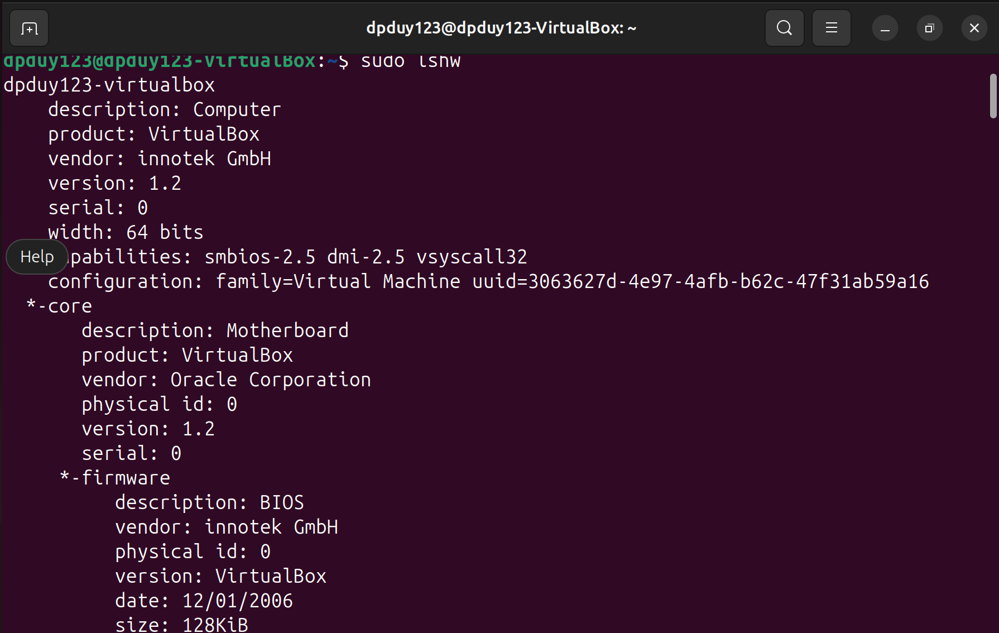 dpduy123@dpduy123-VirtualBox: ~
dpduy123@dpduy123-VirtualBox:~$ sudo lshw
dpduy123-virtualbox
description: Computer
product: VirtualBox
vendor: innotek GmbH
version: 1.2
serial: 0
width: 64 bits
Help
pabilities: smbios-2.5 dmi-2.5 vsyscall32
configuration: family=Virtual Machine uuid=3063627d-4e97-4afb-b62c-47f31ab59a16
*-core
description: Motherboard
product: VirtualBox
vendor: Oracle Corporation
physical id: 0
version: 1.2
serial: 0
*-firmware
description: BIOS
vendor: innotek GmbH
physical id: 0
version: VirtualBox
date: 12/01/2006
size: 128KiB